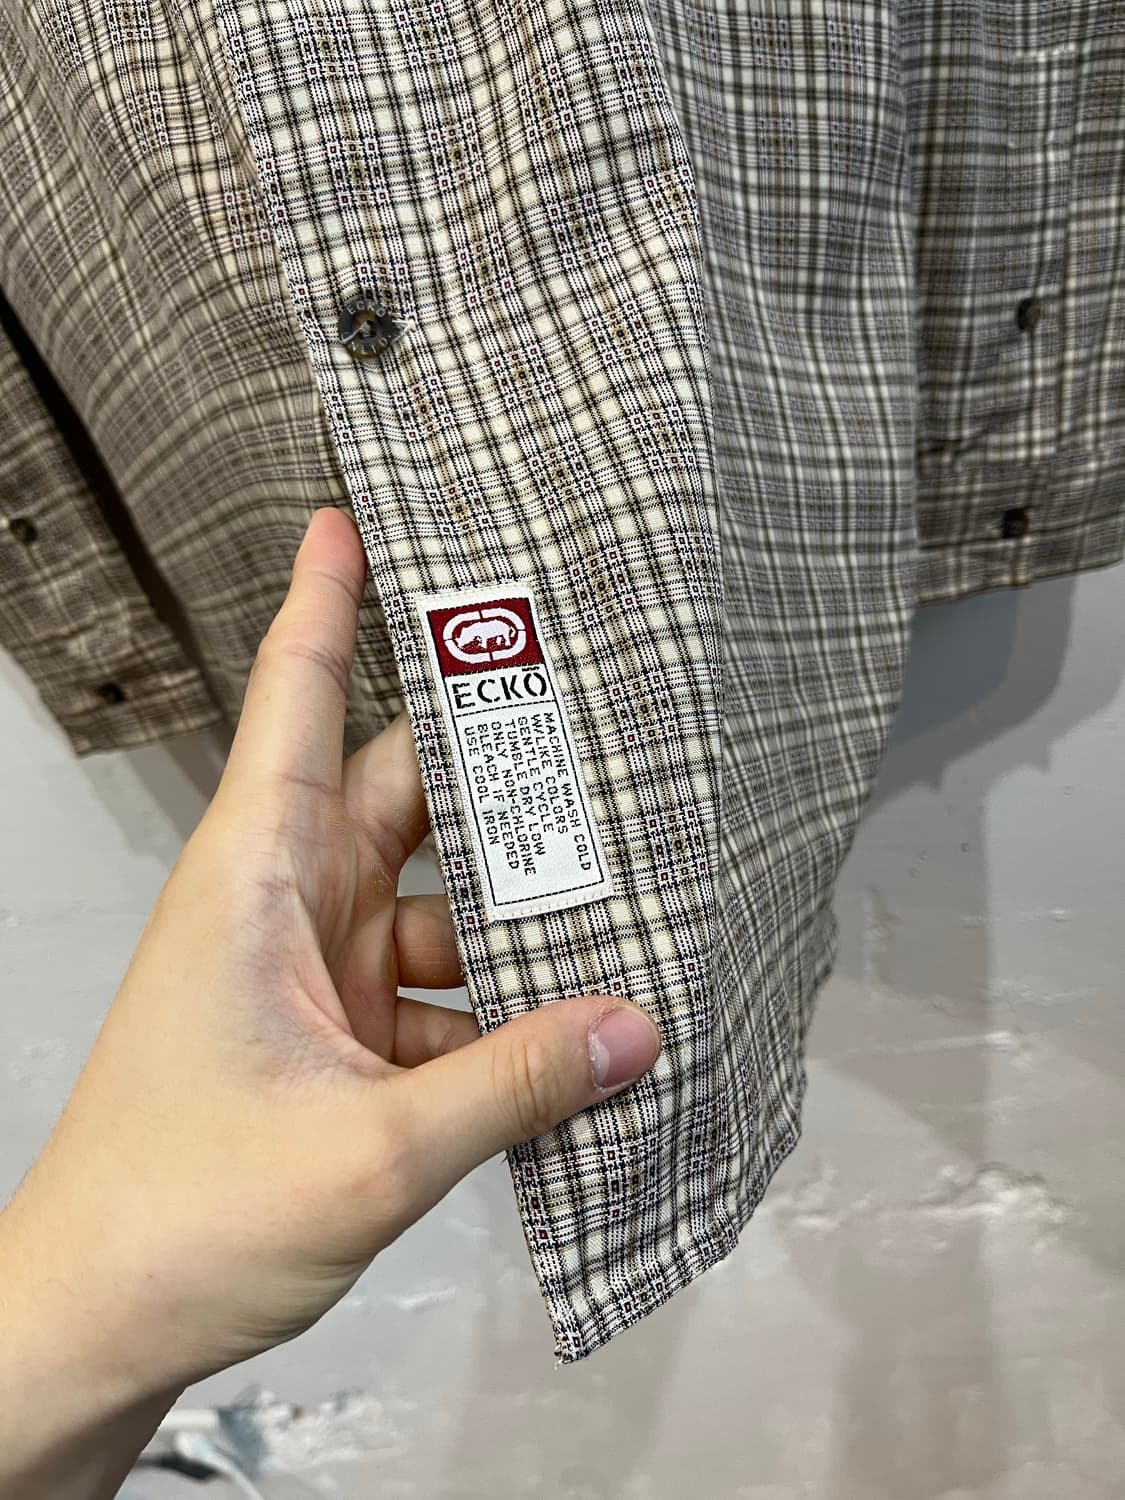 ECKO
ECKŌ
MACHINE WASH COLD
W/LIKE COLORS
GENTLE CYCLE
TUMBLE DRY LOW
ONLY NON-CHLORINE
BLEACH IF NEEDED
USE COOL IRON